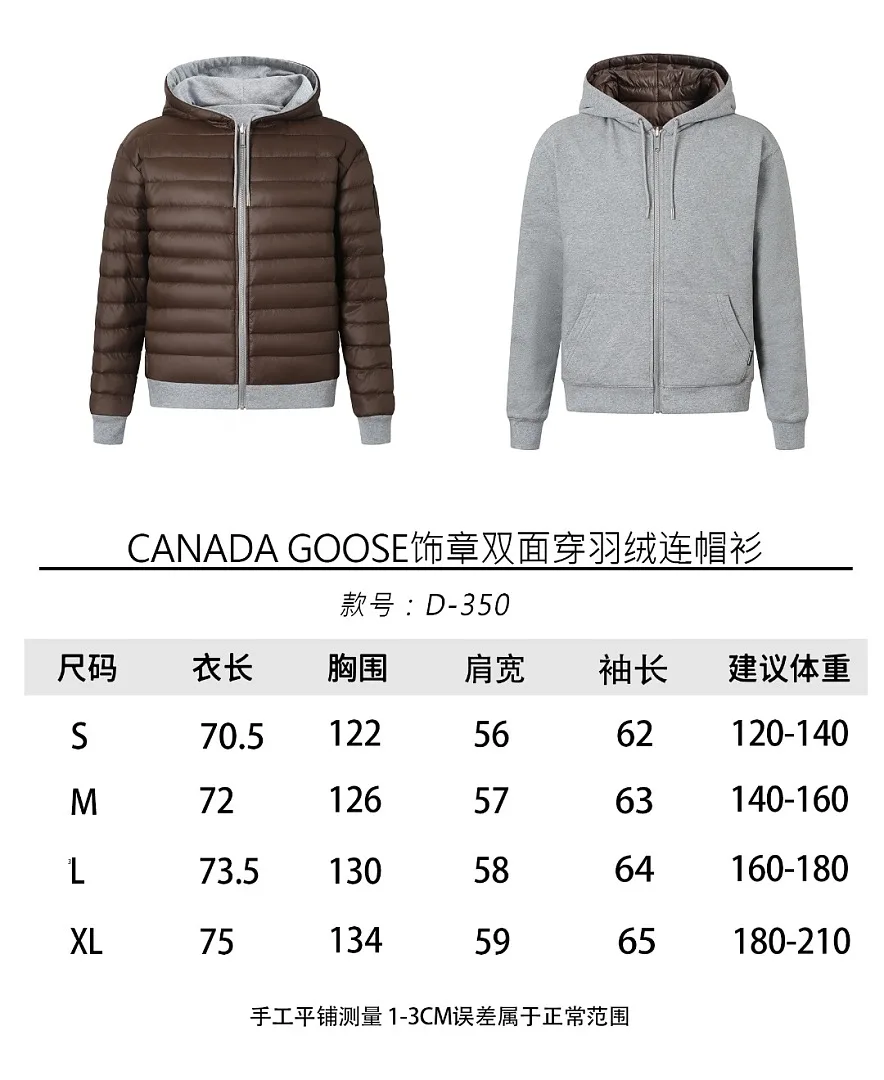 CANADA GOOSE饰章双面穿羽绒连帽衫
款号：D-350
尺码 衣长 胸围 肩宽 袖长 建议体重
S 70.5 122 56 62 120-140
M 72 126 57 63 140-160
L 73.5 130 58 64 160-180
XL 75 134 59 65 180-210
手工平铺测量 1-3CM误差属于正常范围